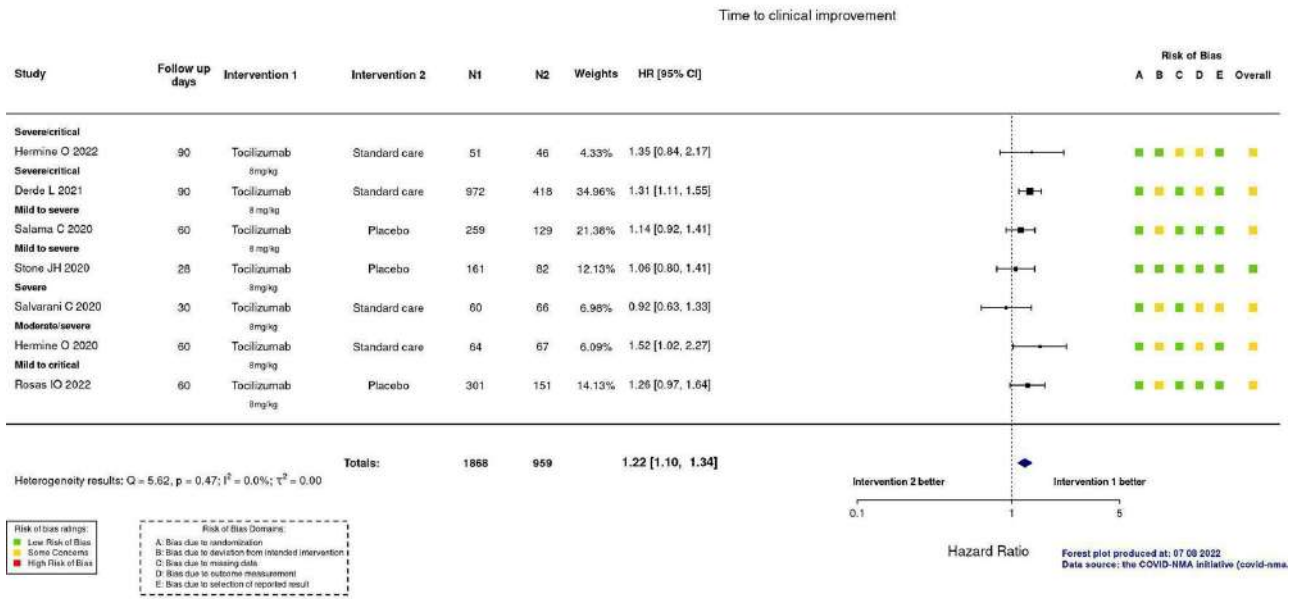 Time to clinical improvement
Risk of Bias
Study Follow up days Intervention 1 Intervention 2 N1 N2 Weights HR [95% CI] A B C D E Overall
Severe/critical
Hermine O 2022 90 Tocilizumab Standard care 51 46 4.33% 1.35 [0.84, 2.17]
Severe/critical 8mg/kg
Derde L 2021 90 Tocilizumab Standard care 972 418 34.96% 1.31 [1.11, 1.55]
Mild to severe 8 mg/kg
Salama C 2020 60 Tocilizumab Placebo 259 129 21.38% 1.14 [0.92, 1.41]
Mild to severe 8 mg/kg
Stone JH 2020 28 Tocilizumab Placebo 161 82 12.13% 1.06 [0.80, 1.41]
Severe 8mg/kg
Salvarani C 2020 30 Tocilizumab Standard care 60 66 6.98% 0.92 [0.63, 1.33]
Moderate/severe 8mg/kg
Hermine O 2020 60 Tocilizumab Standard care 64 67 6.09% 1.52 [1.02, 2.27]
Mild to critical 8mg/kg
Rosas IO 2022 60 Tocilizumab Placebo 301 151 14.13% 1.26 [0.97, 1.64]
8mg/kg
Totals: 1868 959 1.22 [1.10, 1.34]
Heterogeneity results: Q = 5.62, p = 0.47; I² = 0.0%; τ² = 0.00
Intervention 2 better Intervention 1 better
0.1 1 5
Hazard Ratio
Forest plot produced at: 07 08 2022
Data source: the COVID-NMA initiative (covid-nma.
Risk of bias ratings:
Low Risk of Bias
Some Concerns
High Risk of Bias
Risk of Bias Domains:
A: Bias due to randomization
B: Bias due to deviation from intended intervention
C: Bias due to missing data
D: Bias due to outcome measurement
E: Bias due to selection of reported result